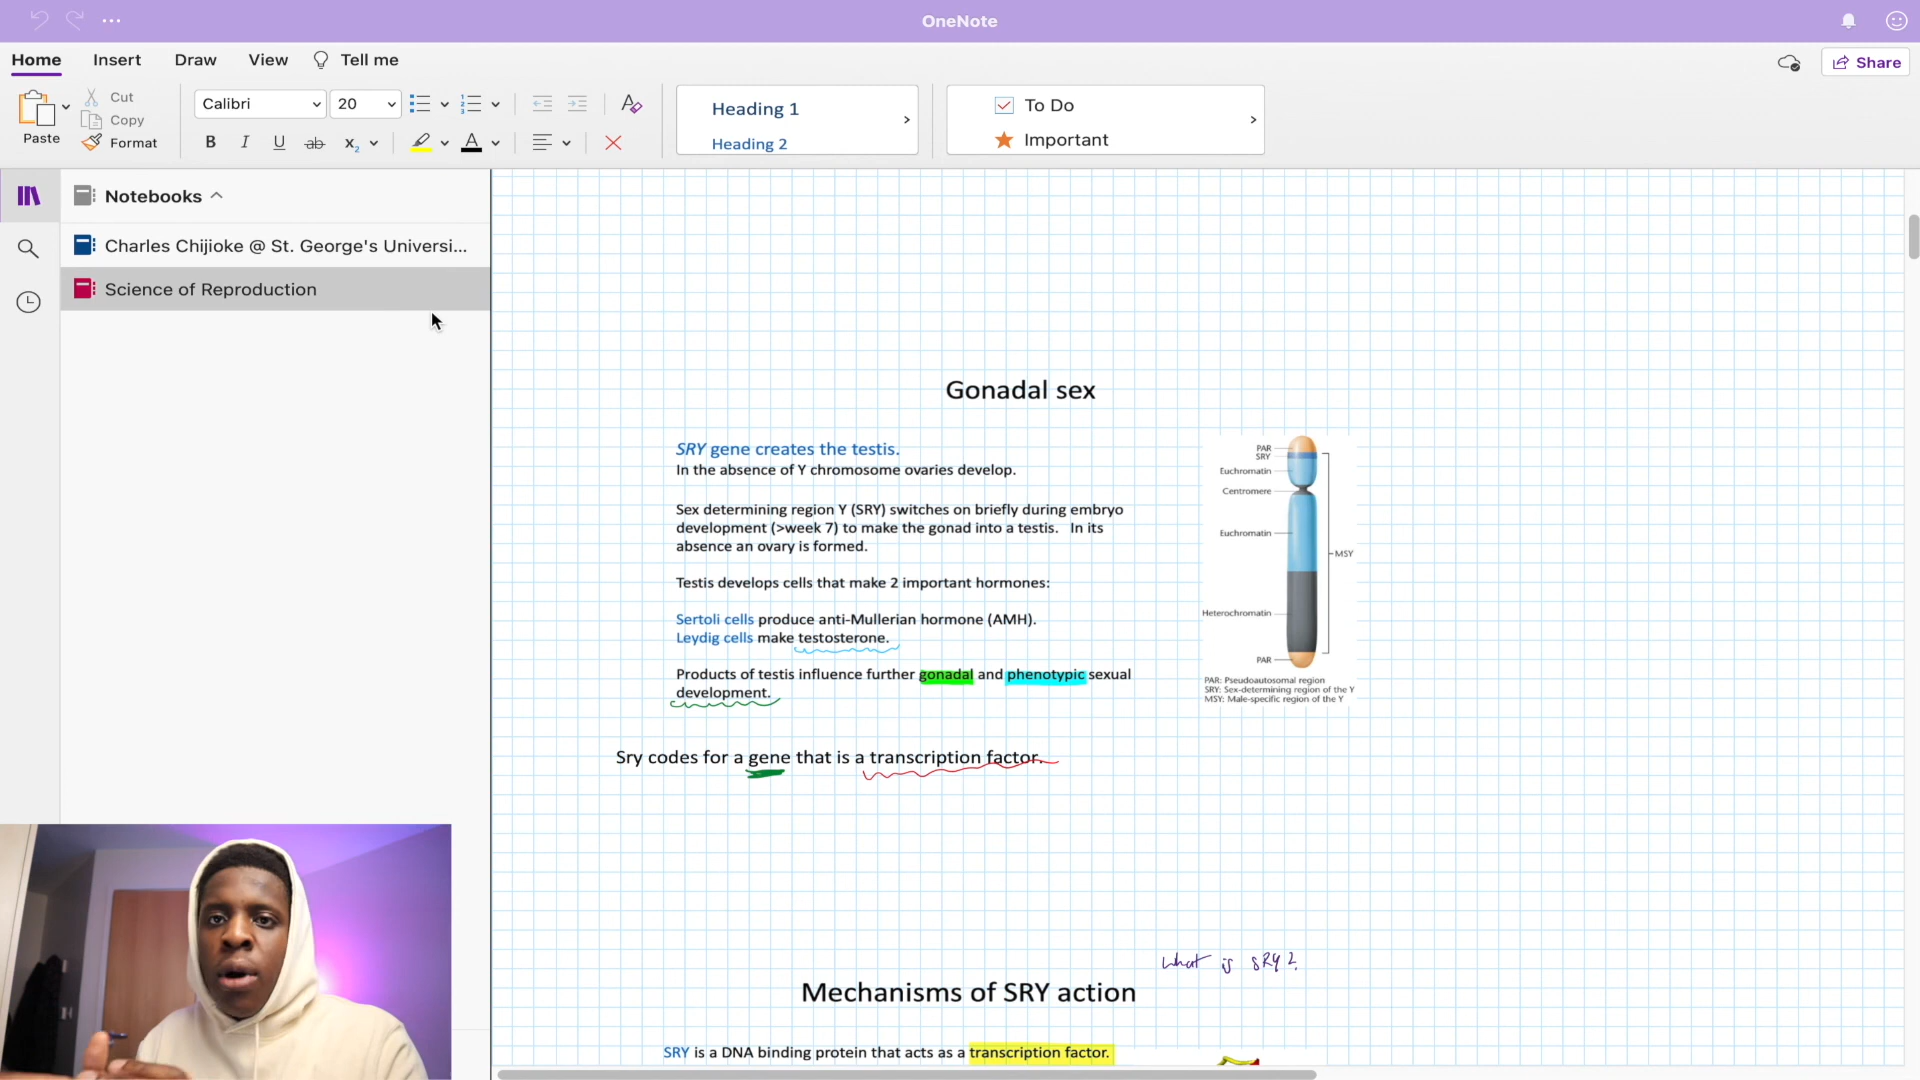 OneNote
Home Insert Draw View Tell me
Share
Paste
Cut
Copy
Format
Calibri 20
B I U ab x₂ A
Heading 1
Heading 2
To Do
Important
Notebooks
Charles Chijioke @ St. George's Universi...
Science of Reproduction
Gonadal sex
SRY gene creates the testis.
In the absence of Y chromosome ovaries develop.
Sex determining region Y (SRY) switches on briefly during embryo
development (>week 7) to make the gonad into a testis. In its
absence an ovary is formed.
Testis develops cells that make 2 important hormones:
Sertoli cells produce anti-Mullerian hormone (AMH).
Leydig cells make testosterone.
Products of testis influence further gonadal and phenotypic sexual
development.
PAR
SRY
Euchromatin
Centromere
Euchromatin
MSY
Heterochromatin
PAR
PAR: Pseudoautosomal region
SRY: Sex-determining region of the Y
MSY: Male-specific region of the Y
Sry codes for a gene that is a transcription factor.
What is SRY?
Mechanisms of SRY action
SRY is a DNA binding protein that acts as a transcription factor.